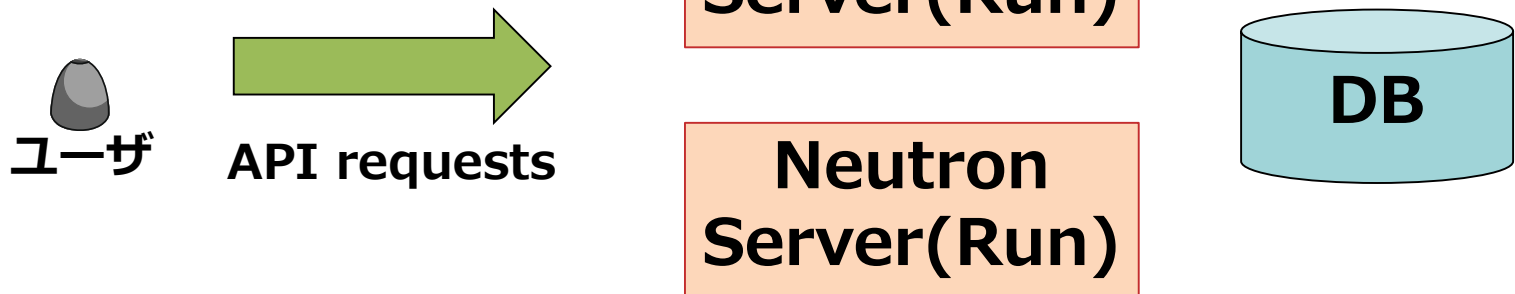 Server(Run)
DB
ユーザ
API requests
Neutron
Server(Run)